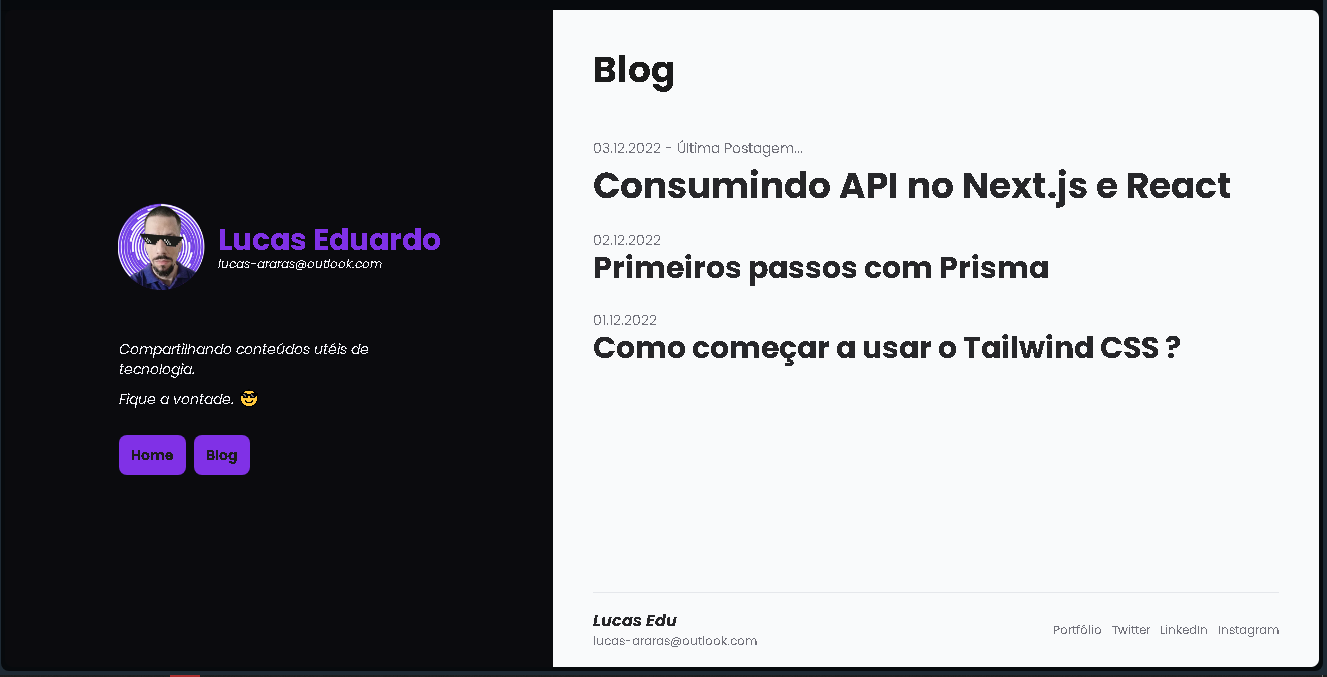 Lucas Eduardo
lucas-araras@outlook.com
Compartilhando conteúdos utéis de
tecnologia.
Fique a vontade. 🤓
Home Blog
Blog
03.12.2022 - Última Postagem...
Consumindo API no Next.js e React
02.12.2022
Primeiros passos com Prisma
01.12.2022
Como começar a usar o Tailwind CSS ?
Lucas Edu
lucas-araras@outlook.com
Portfólio Twitter LinkedIn Instagram